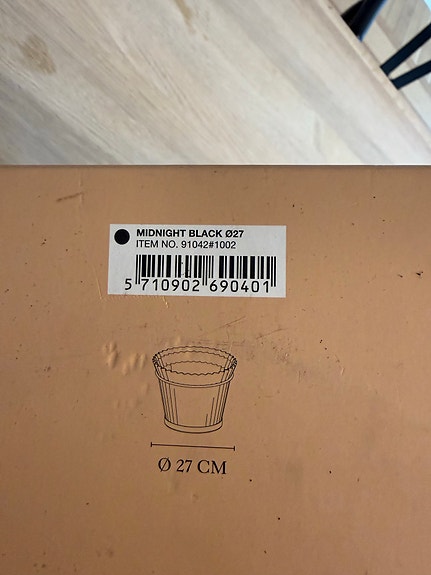 MIDNIGHT BLACK Ø27
ITEM NO. 91042#1002
5 710902 690401
Ø 27 CM